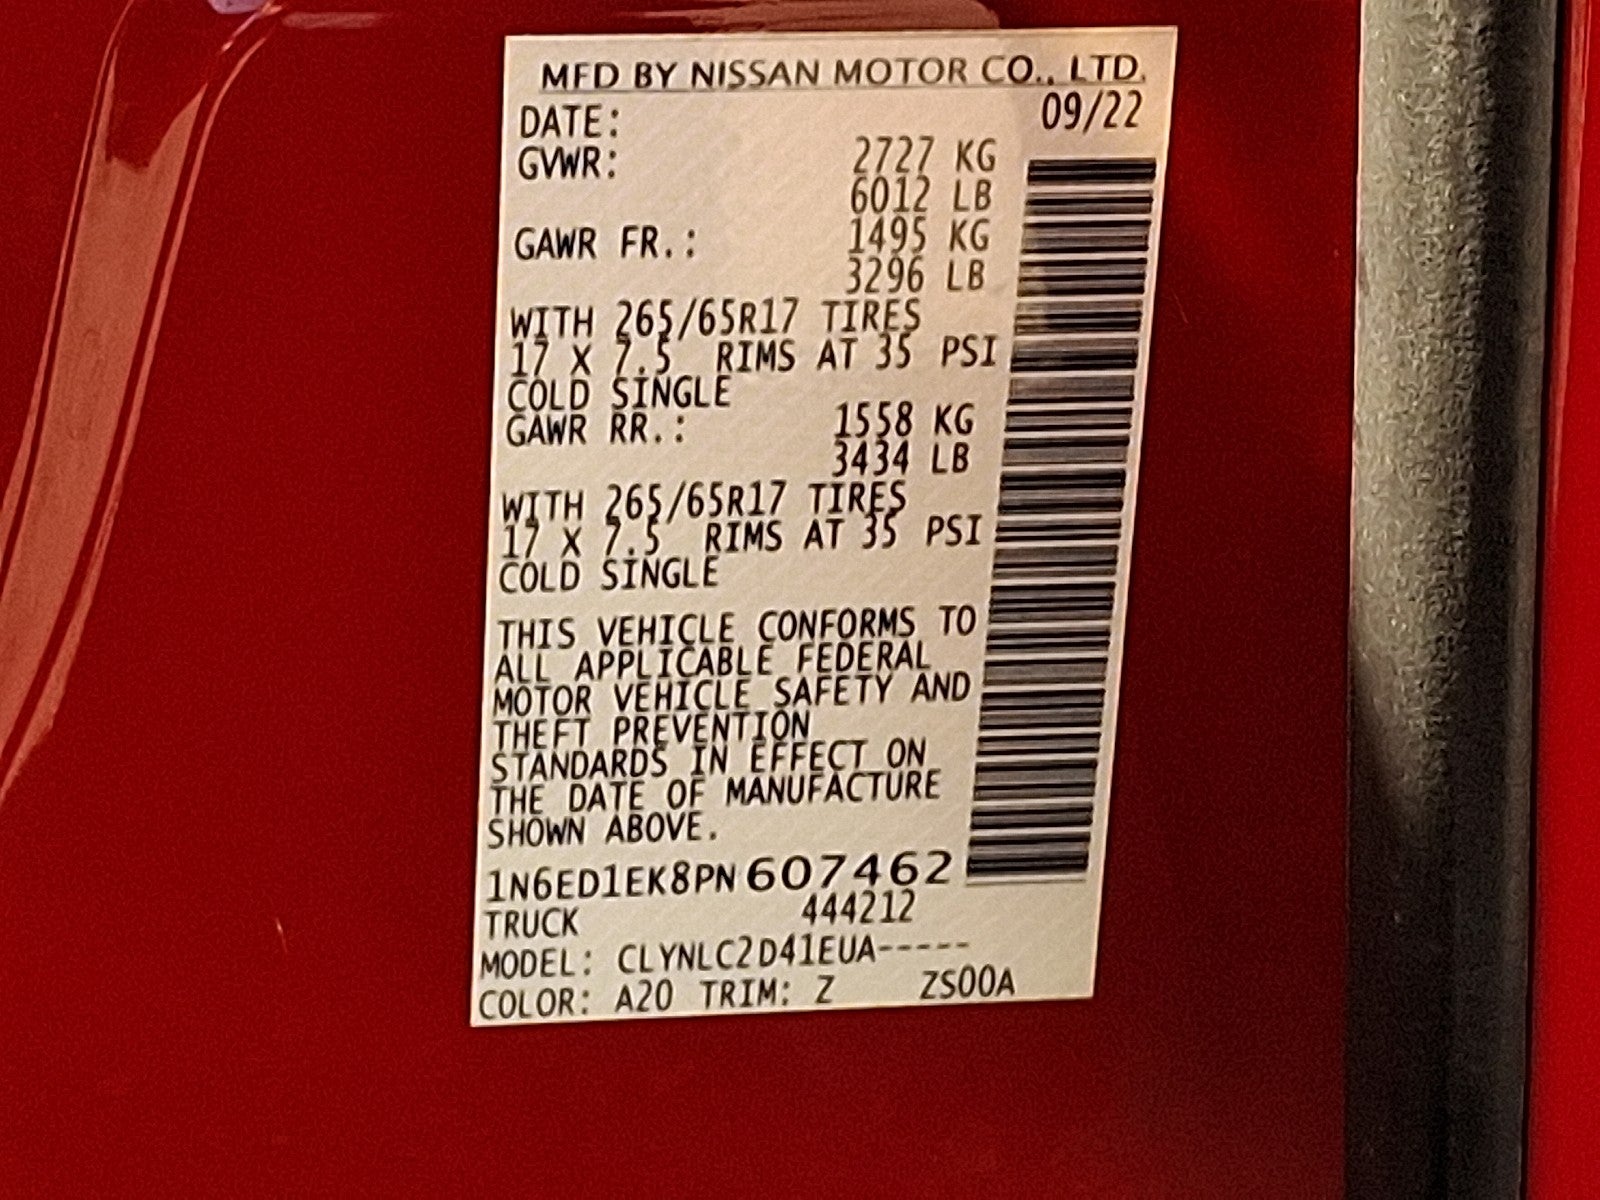 MFD BY NISSAN MOTOR CO., LTD.
DATE: 09/22
GVWR: 2727 KG
6012 LB
GAWR FR.: 1495 KG
3296 LB
WITH 265/65R17 TIRES
17 X 7.5 RIMS AT 35 PSI
COLD SINGLE
GAWR RR.: 1558 KG
3434 LB
WITH 265/65R17 TIRES
17 X 7.5 RIMS AT 35 PSI
COLD SINGLE
THIS VEHICLE CONFORMS TO
ALL APPLICABLE FEDERAL
MOTOR VEHICLE SAFETY AND
THEFT PREVENTION
STANDARDS IN EFFECT ON
THE DATE OF MANUFACTURE
SHOWN ABOVE.
1N6ED1EK8PN607462
TRUCK 444212
MODEL: CLYNLC2D41EUA-----
COLOR: A20 TRIM: Z ZS00A